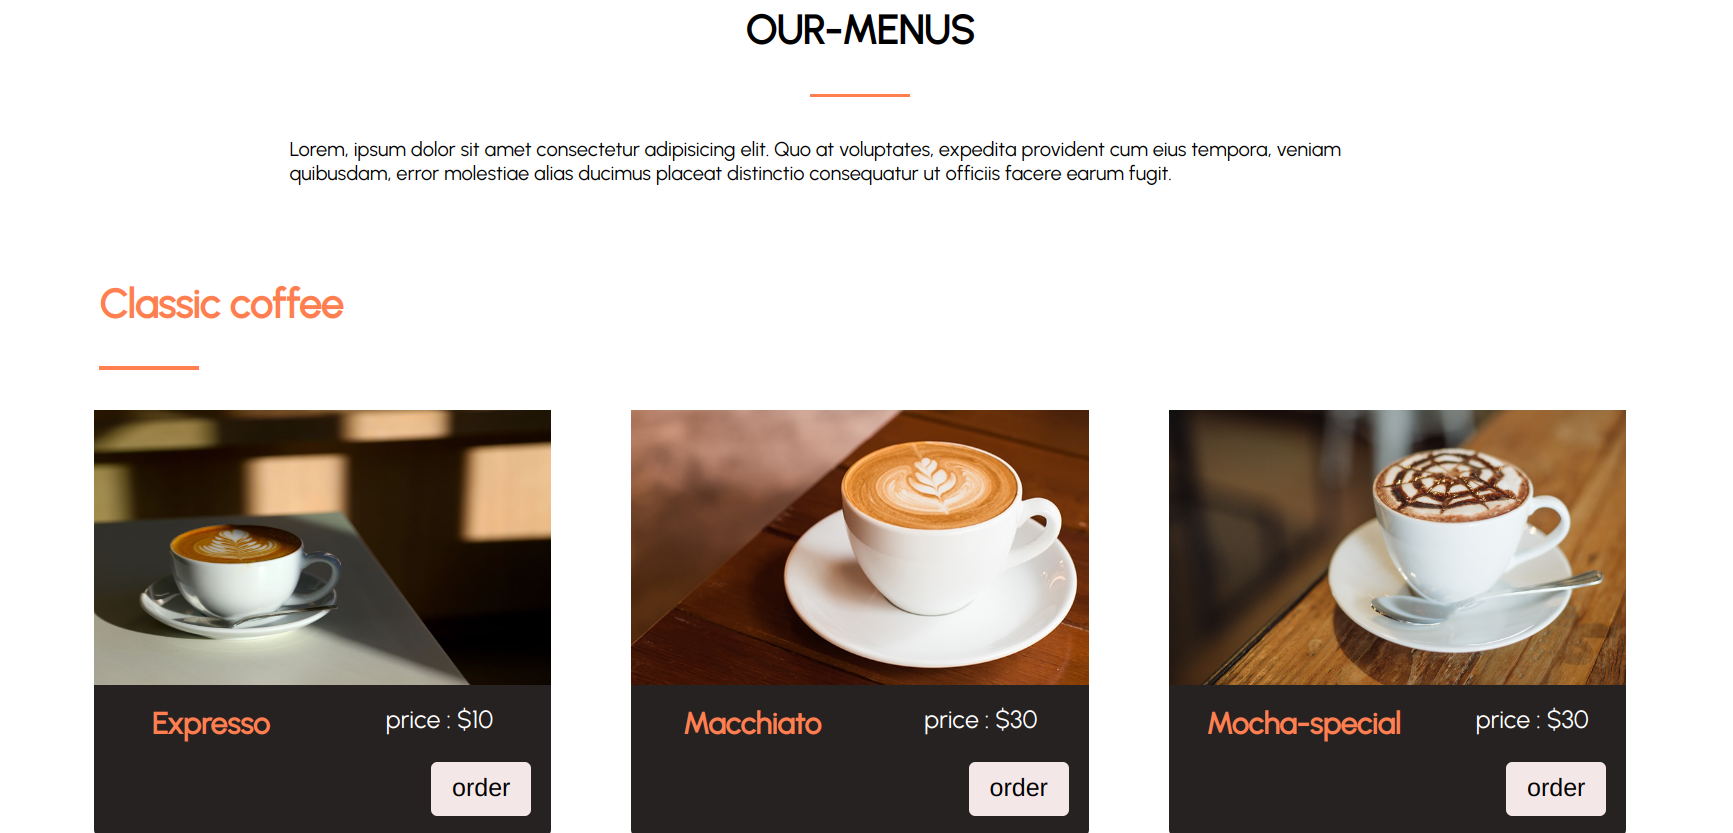 OUR-MENUS
Lorem, ipsum dolor sit amet consectetur adipisicing elit. Quo at voluptates, expedita provident cum eius tempora, veniam
quibusdam, error molestiae alias ducimus placeat distinctio consequatur ut officiis facere earum fugit.
Classic coffee
Expresso
price : $10
order
Macchiato
price : $30
order
Mocha-special
price : $30
order